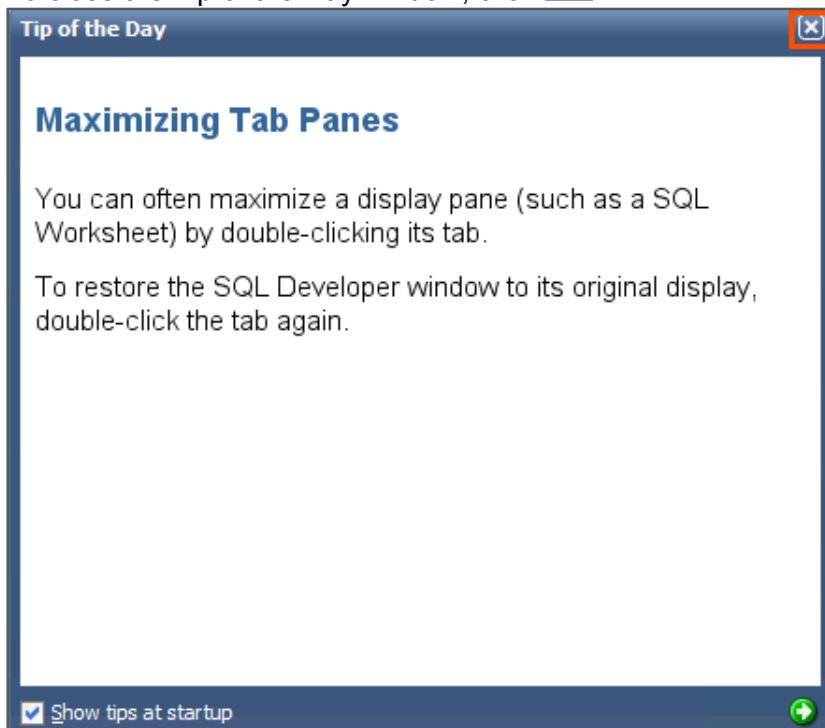 Tip of the Day
Maximizing Tab Panes
You can often maximize a display pane (such as a SQL
Worksheet) by double-clicking its tab.
To restore the SQL Developer window to its original display,
double-click the tab again.
Show tips at startup